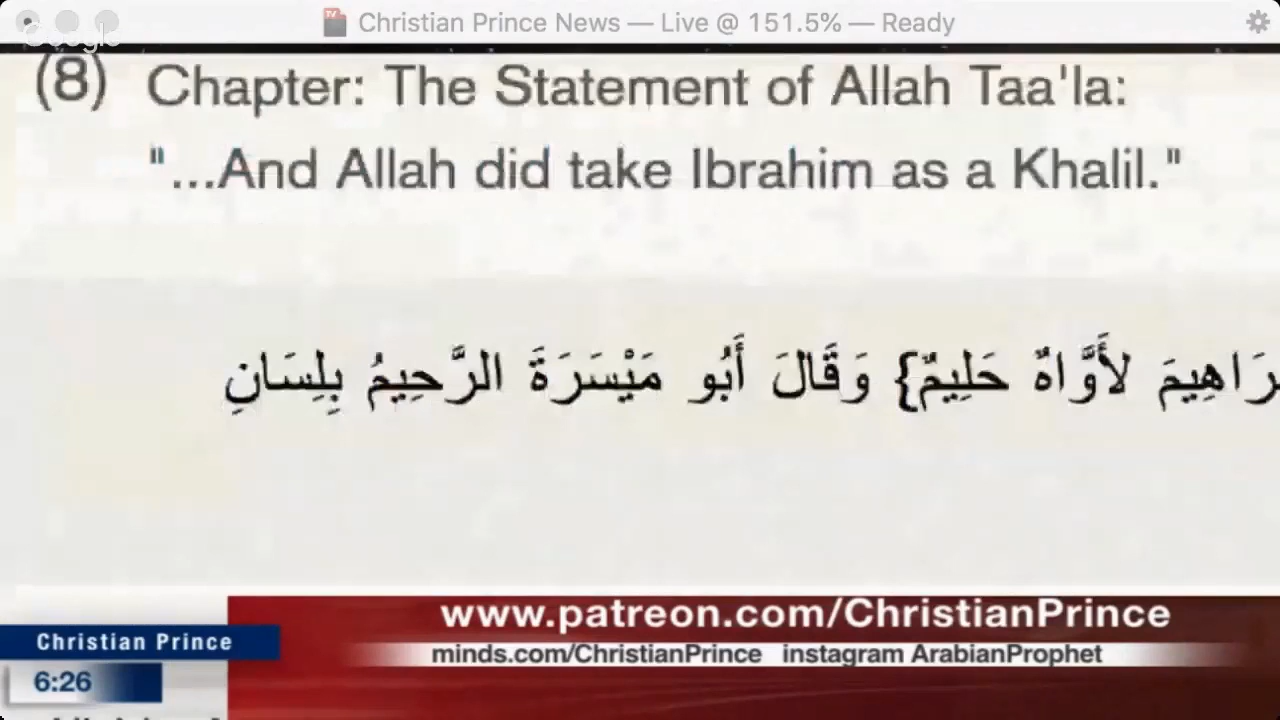 Christian Prince News — Live @ 151.5% — Ready
Google
(8) Chapter: The Statement of Allah Taa'la:
"...And Allah did take Ibrahim as a Khalil."
لأَوَّاهٌ حَلِيمٌ} وَقَالَ أَبُو مَيْسَرَةَ الرَّحِيمُ بِلِسَانِ
www.patreon.com/ChristianPrince
Christian Prince
minds.com/ChristianPrince instagram ArabianProphet
6:26